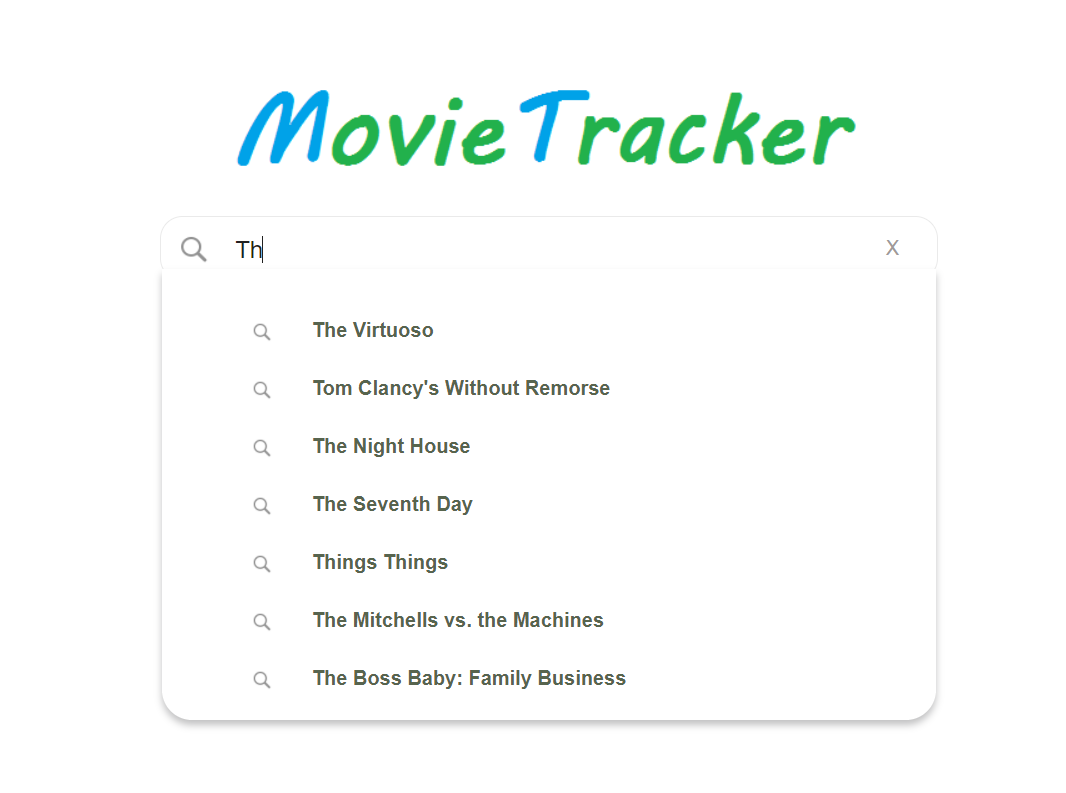 MovieTracker
Th
X
The Virtuoso
Tom Clancy's Without Remorse
The Night House
The Seventh Day
Things Things
The Mitchells vs. the Machines
The Boss Baby: Family Business